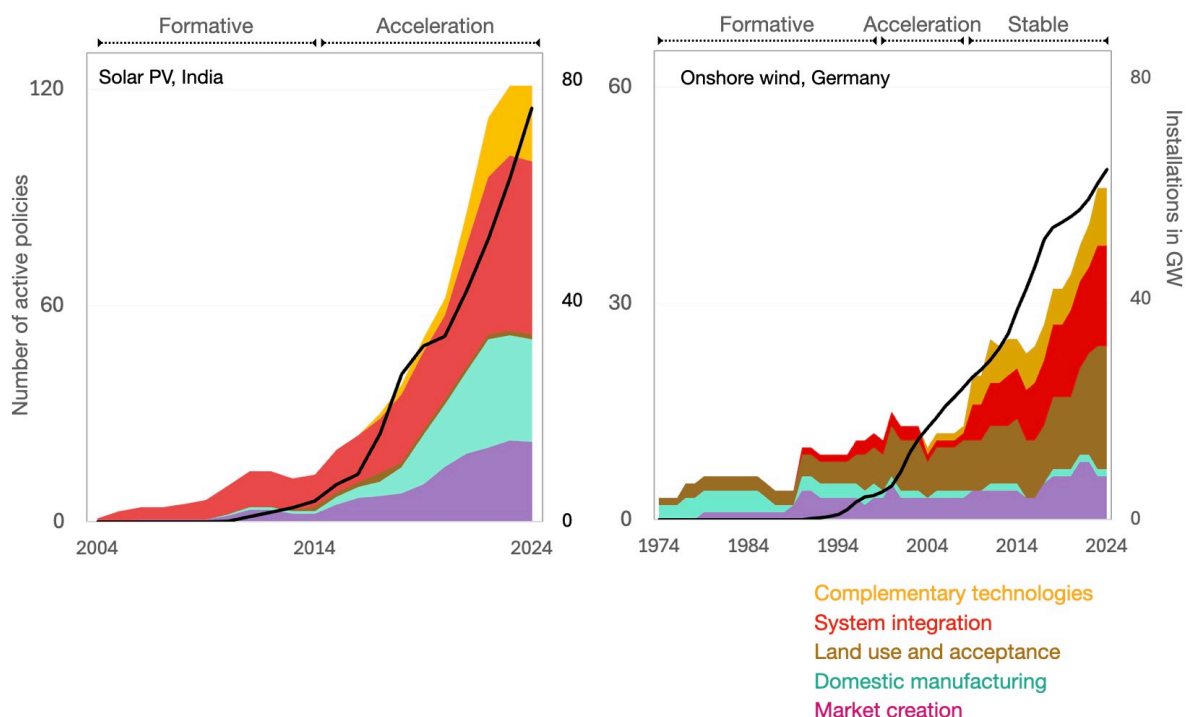 Formative Acceleration
Formative Acceleration Stable
Solar PV, India
Onshore wind, Germany
120
60
0
Number of active policies
80
40
0
2004 2014 2024
60
30
0
80
40
0
Installations in GW
1974 1984 1994 2004 2014 2024
Complementary technologies
System integration
Land use and acceptance
Domestic manufacturing
Market creation